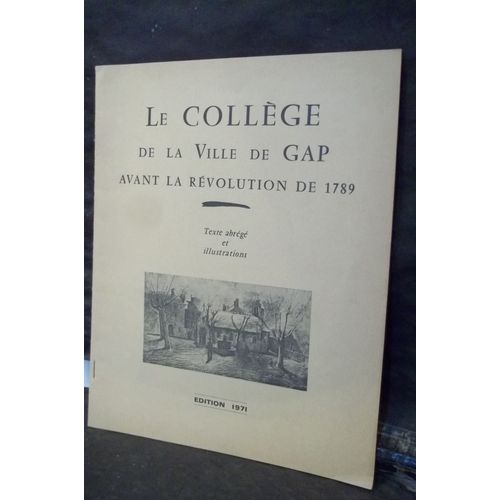 LE COLLÈGE
DE LA VILLE DE GAP
AVANT LA RÉVOLUTION DE 1789
Texte abrégé
et
illustrations
EDITION 1971